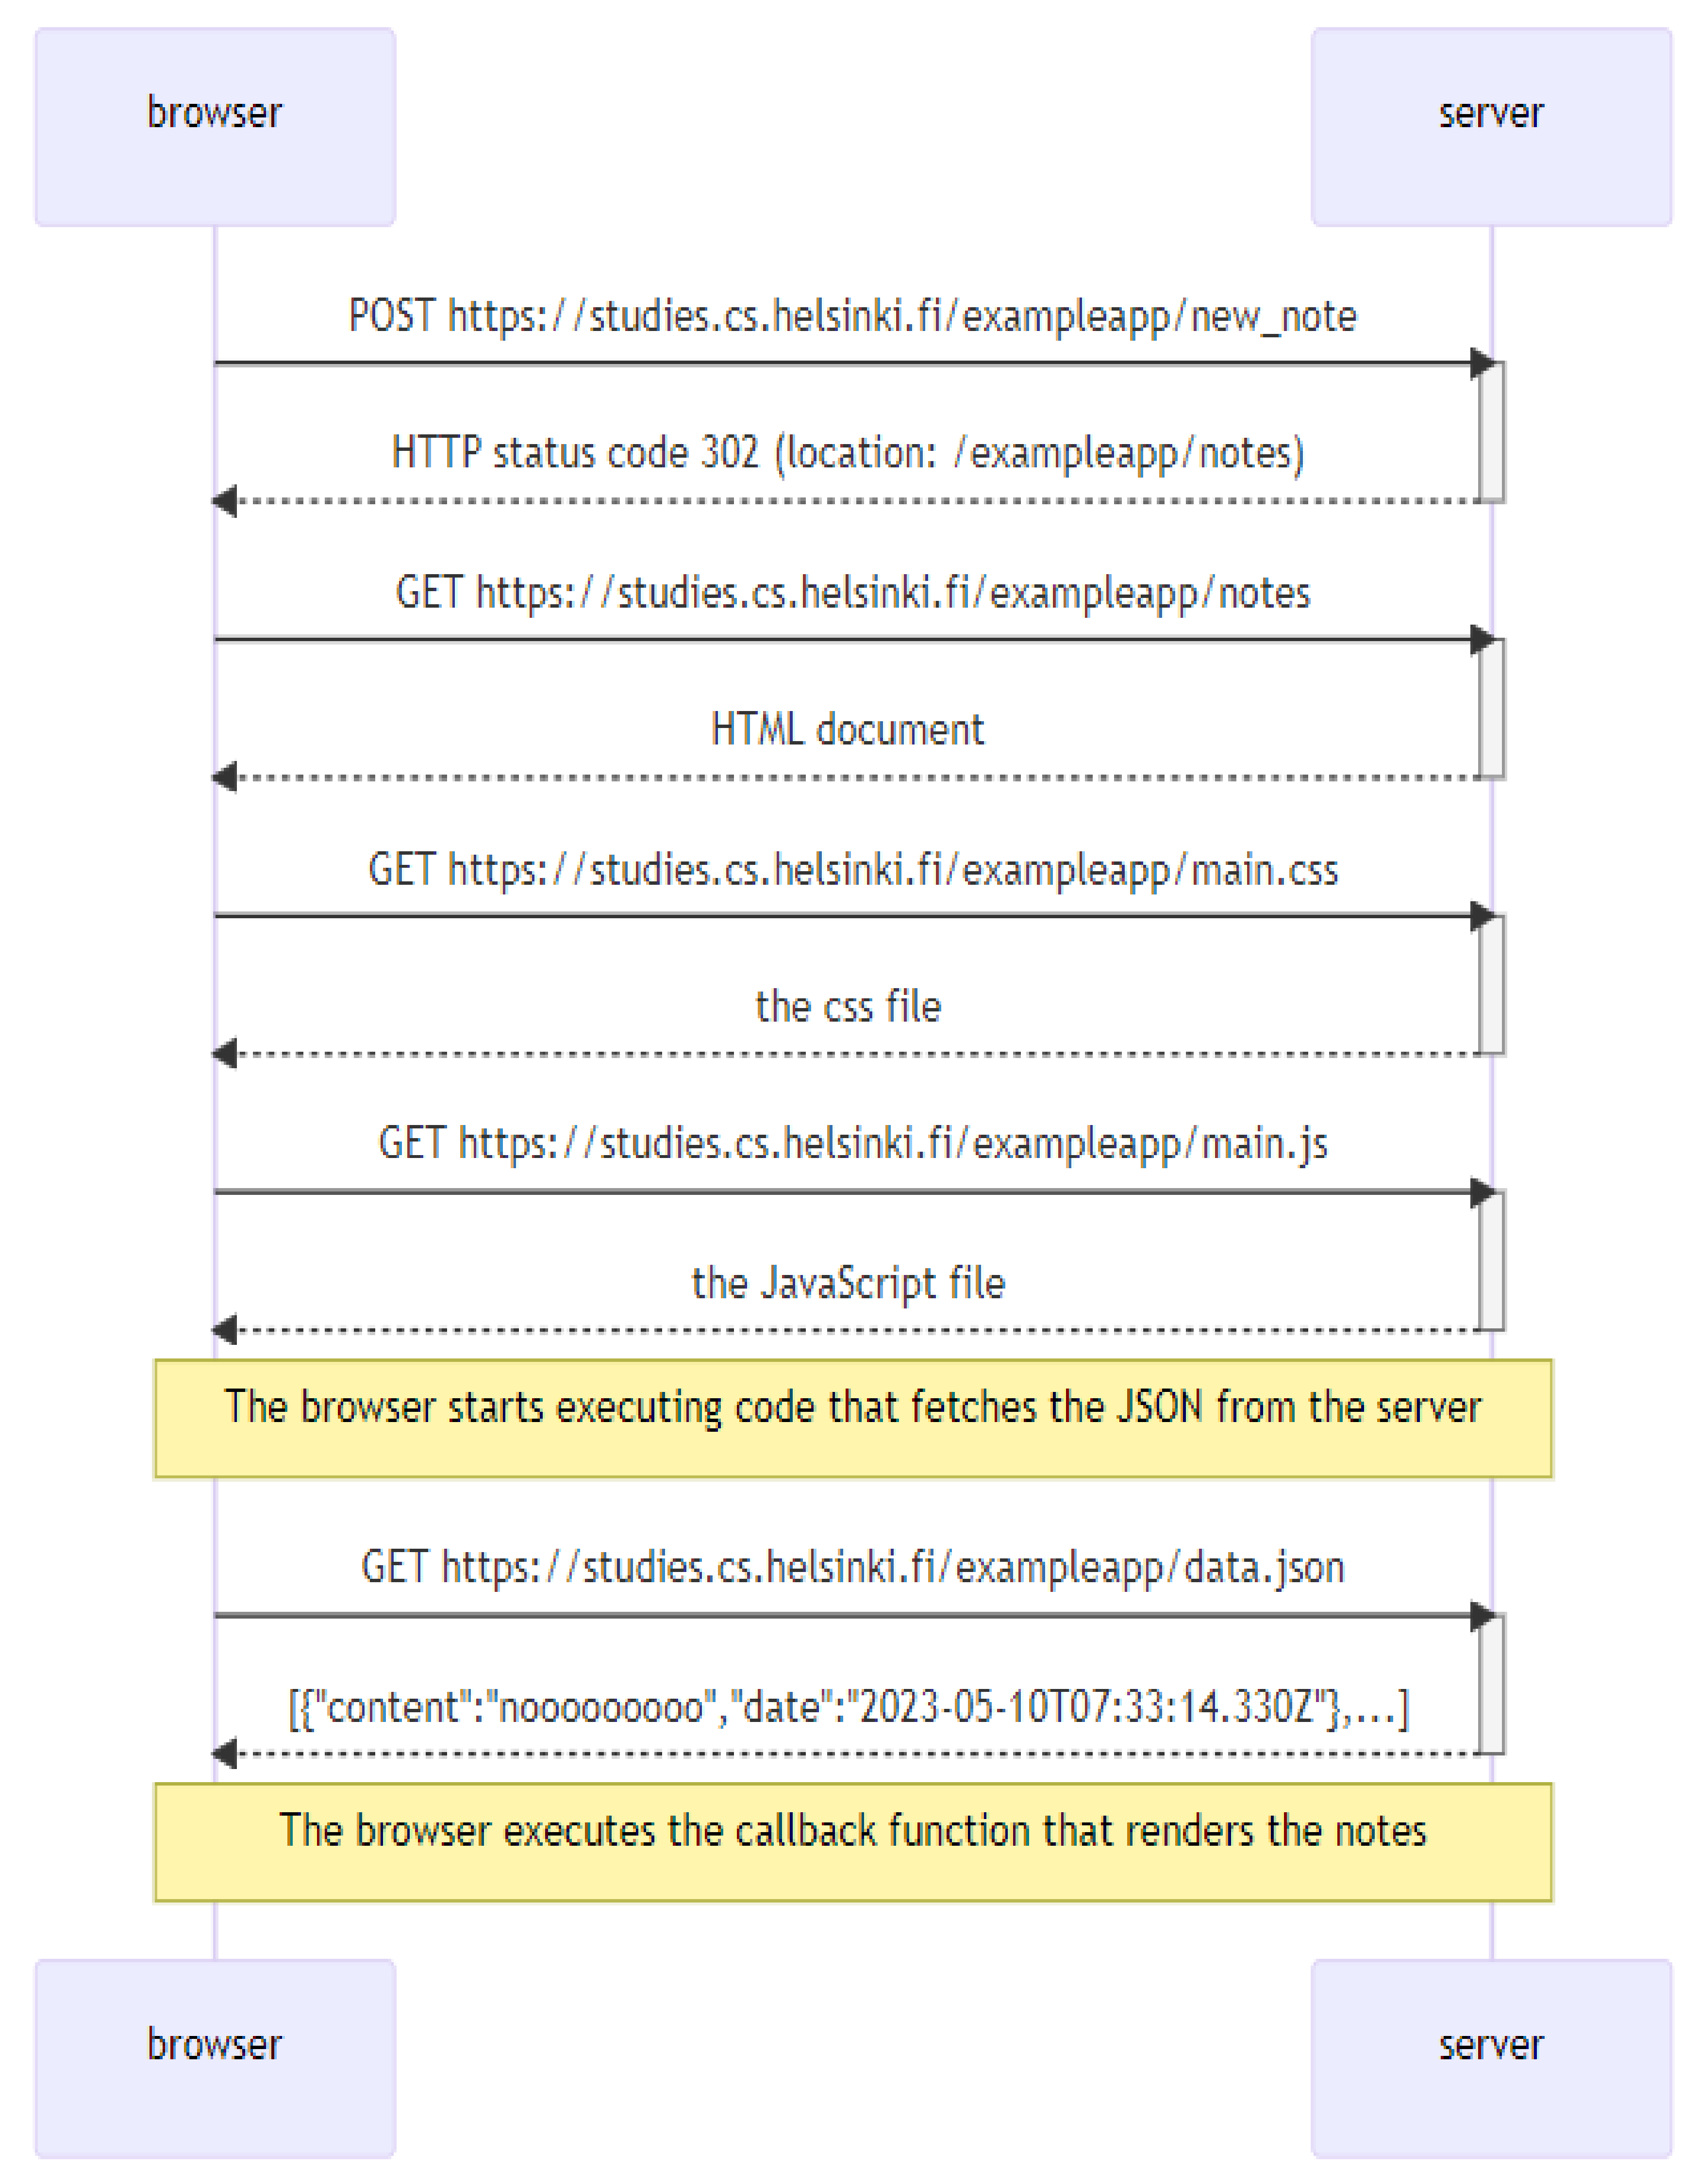 browser
server
POST https://studies.cs.helsinki.fi/exampleapp/new_note
HTTP status code 302 (location: /exampleapp/notes)
GET https://studies.cs.helsinki.fi/exampleapp/notes
HTML document
GET https://studies.cs.helsinki.fi/exampleapp/main.css
the css file
GET https://studies.cs.helsinki.fi/exampleapp/main.js
the JavaScript file
The browser starts executing code that fetches the JSON from the server
GET https://studies.cs.helsinki.fi/exampleapp/data.json
[{"content":"nooooooooo","date":"2023-05-10T07:33:14.330Z"},...]
The browser executes the callback function that renders the notes
browser
server